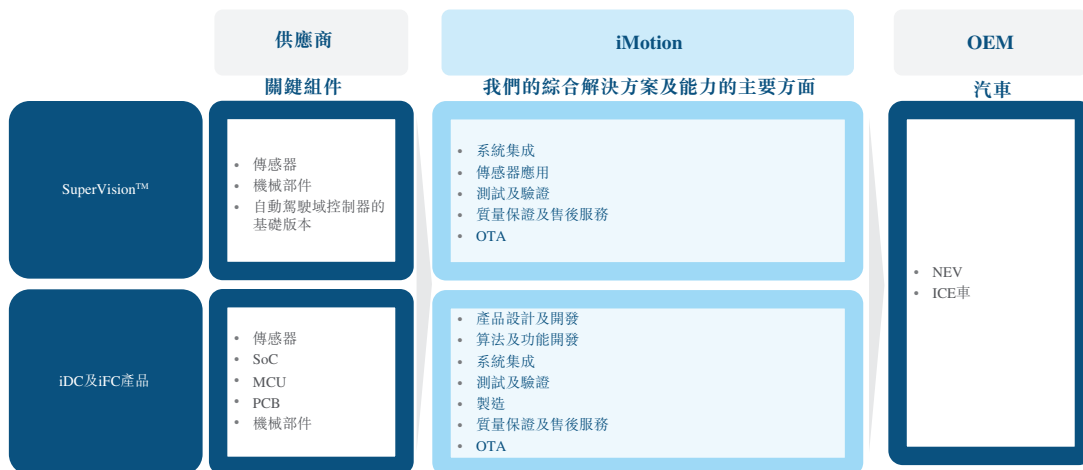 供應商
iMotion
OEM
關鍵組件
我們的綜合解決方案及能力的主要方面
汽車
SuperVision™
• 傳感器
• 機械部件
• 自動駕駛域控制器的
基礎版本
• 系統集成
• 傳感器應用
• 測試及驗證
• 質量保證及售後服務
• OTA
iDC及iFC產品
• 傳感器
• SoC
• MCU
• PCB
• 機械部件
• 產品設計及開發
• 算法及功能開發
• 系統集成
• 測試及驗證
• 製造
• 質量保證及售後服務
• OTA
• NEV
• ICE車